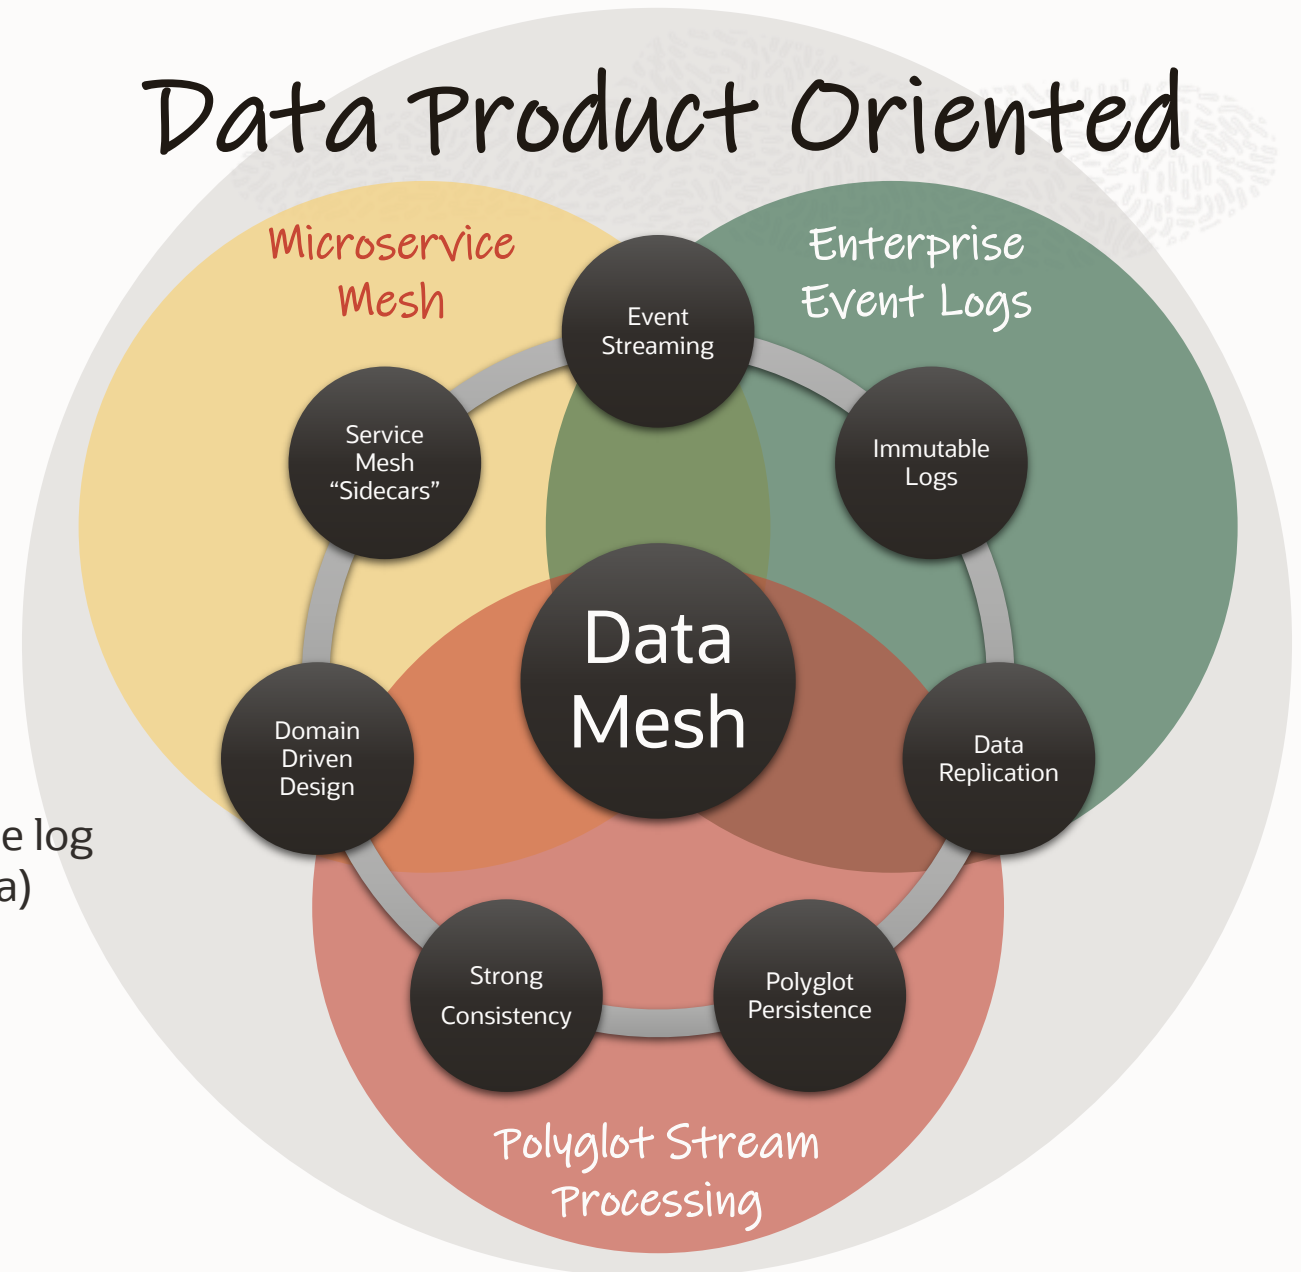 Data Product Oriented
Microservice
Mesh
Enterprise
Event Logs
Event
Streaming
Service
Mesh
“Sidecars”
Immutable
Logs
Data
Mesh
Domain
Driven
Design
Data
Replication
e log
a)
Strong
Consistency
Polyglot
Persistence
Polyglot Stream
Processing